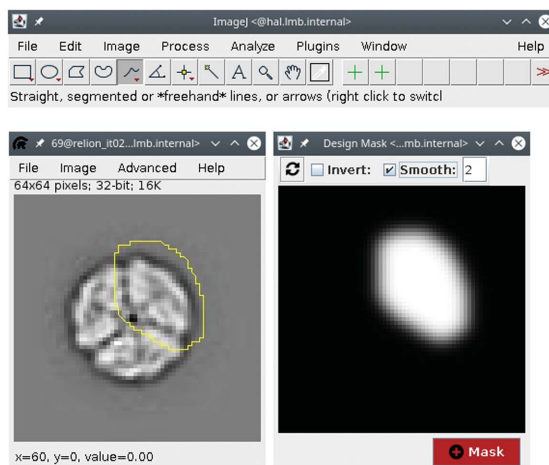 ImageJ <@hal.lmb.internal>
File Edit Image Process Analyze Plugins Window Help
A
Straight, segmented or *freehand* lines, or arrows (right click to switcl
69@relion_it02...lmb.internal>
File Image Advanced Help
64x64 pixels; 32-bit; 16K
x=60, y=0, value=0.00
Design Mask <...mb.internal>
Invert: Smooth: 2
Mask